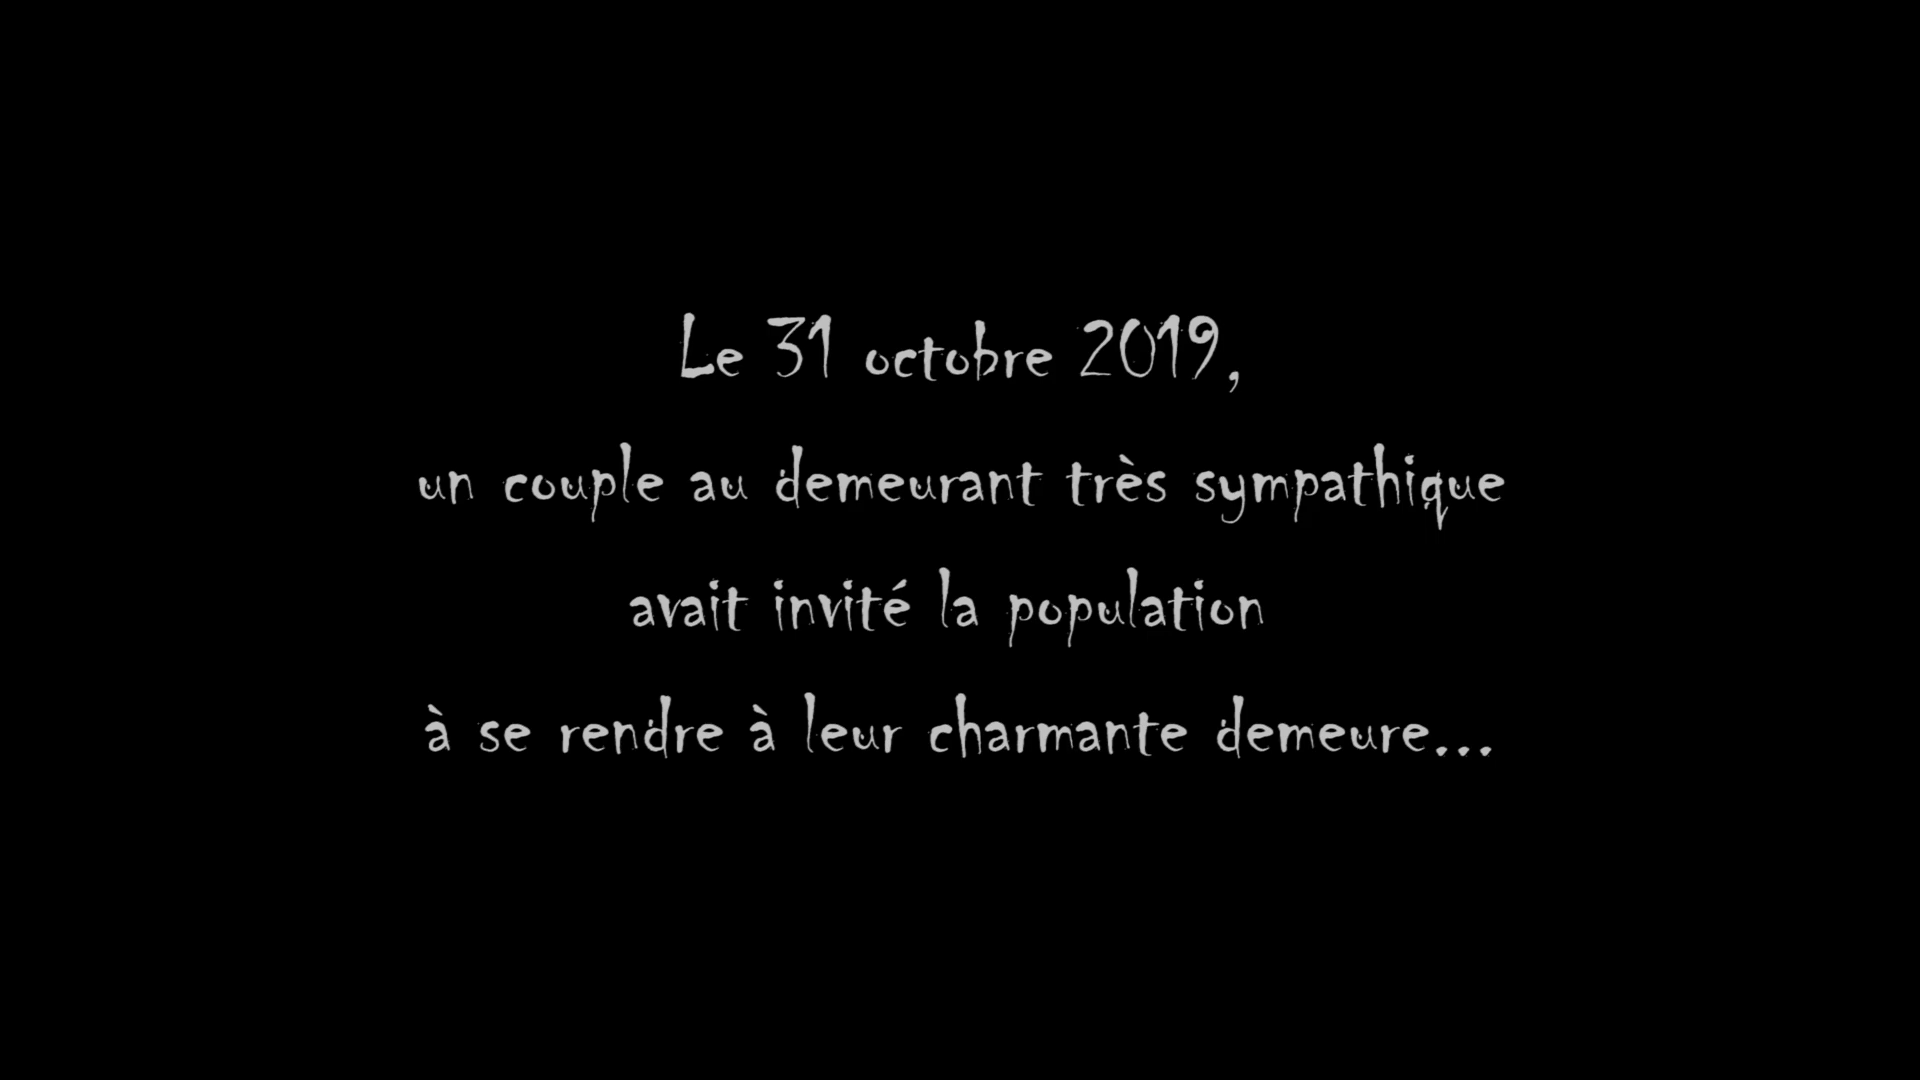 Le 31 octobre 2019,
un couple au demeurant très sympathique
avait invité la population
à se rendre à leur charmante demeure...